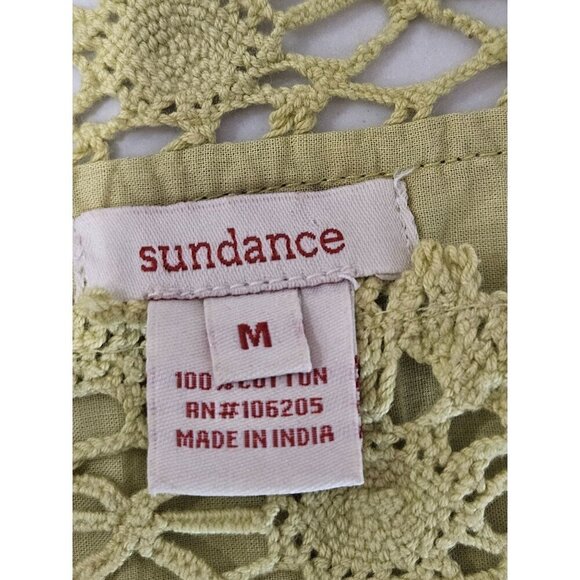 sundance
M
100% COTTON
RN#106205
MADE IN INDIA